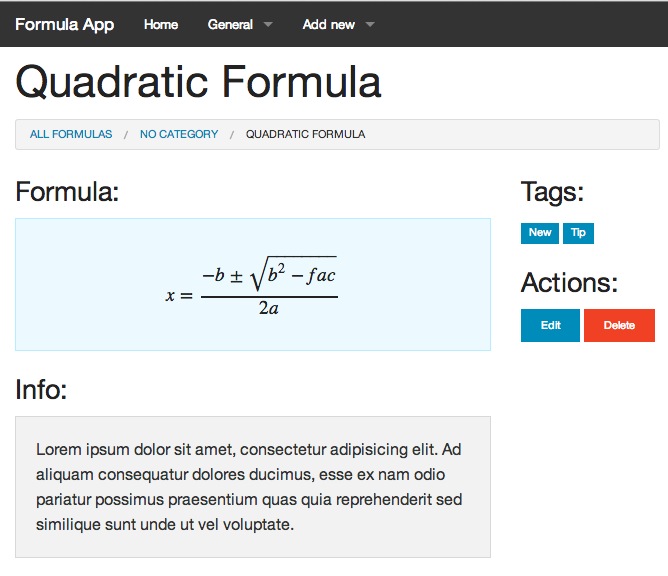 Formula App Home General Add new
Quadratic Formula
ALL FORMULAS / NO CATEGORY / QUADRATIC FORMULA
Formula:
x = \frac{-b ± \sqrt{b^2 - fac}}{2a}
Info:
Lorem ipsum dolor sit amet, consectetur adipisicing elit. Ad
aliquam consequatur dolores ducimus, esse ex nam odio
pariatur possimus praesentium quas quia reprehenderit sed
similique sunt unde ut vel voluptate.
Tags:
New Tip
Actions:
Edit Delete